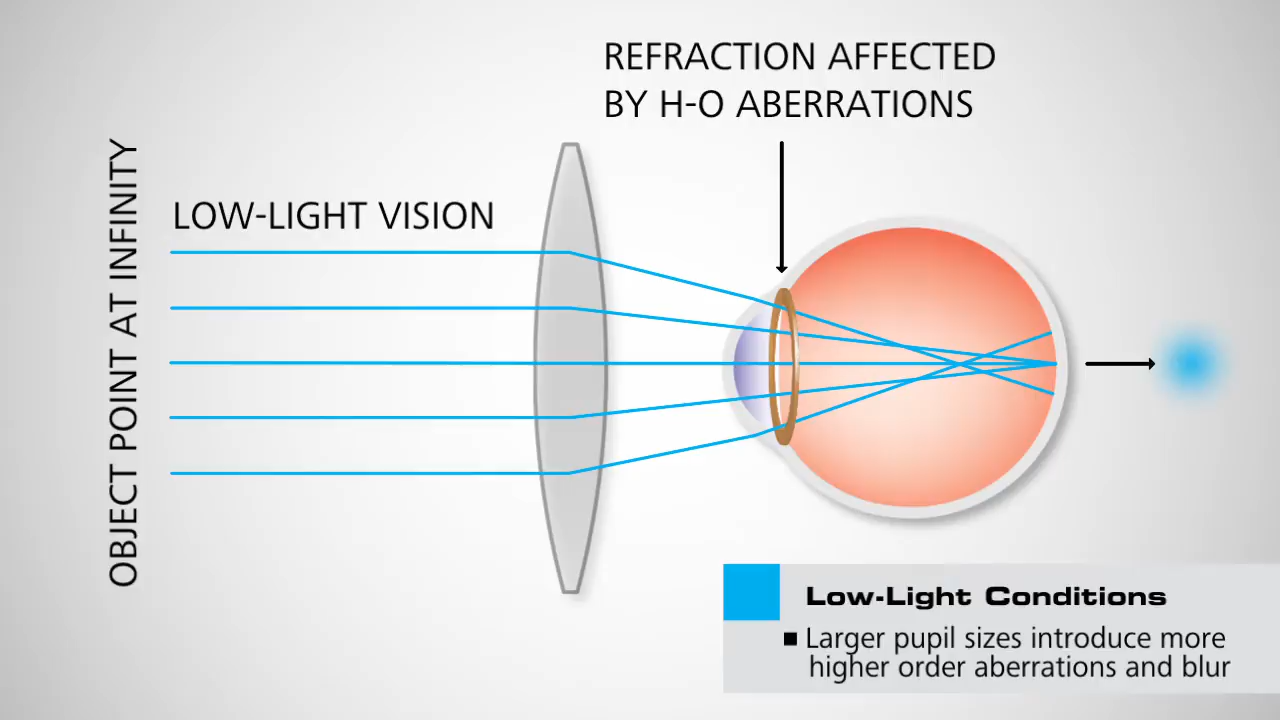 REFRACTION AFFECTED
BY H-O ABERRATIONS
OBJECT POINT AT INFINITY
LOW-LIGHT VISION
Low-Light Conditions
■ Larger pupil sizes introduce more
higher order aberrations and blur